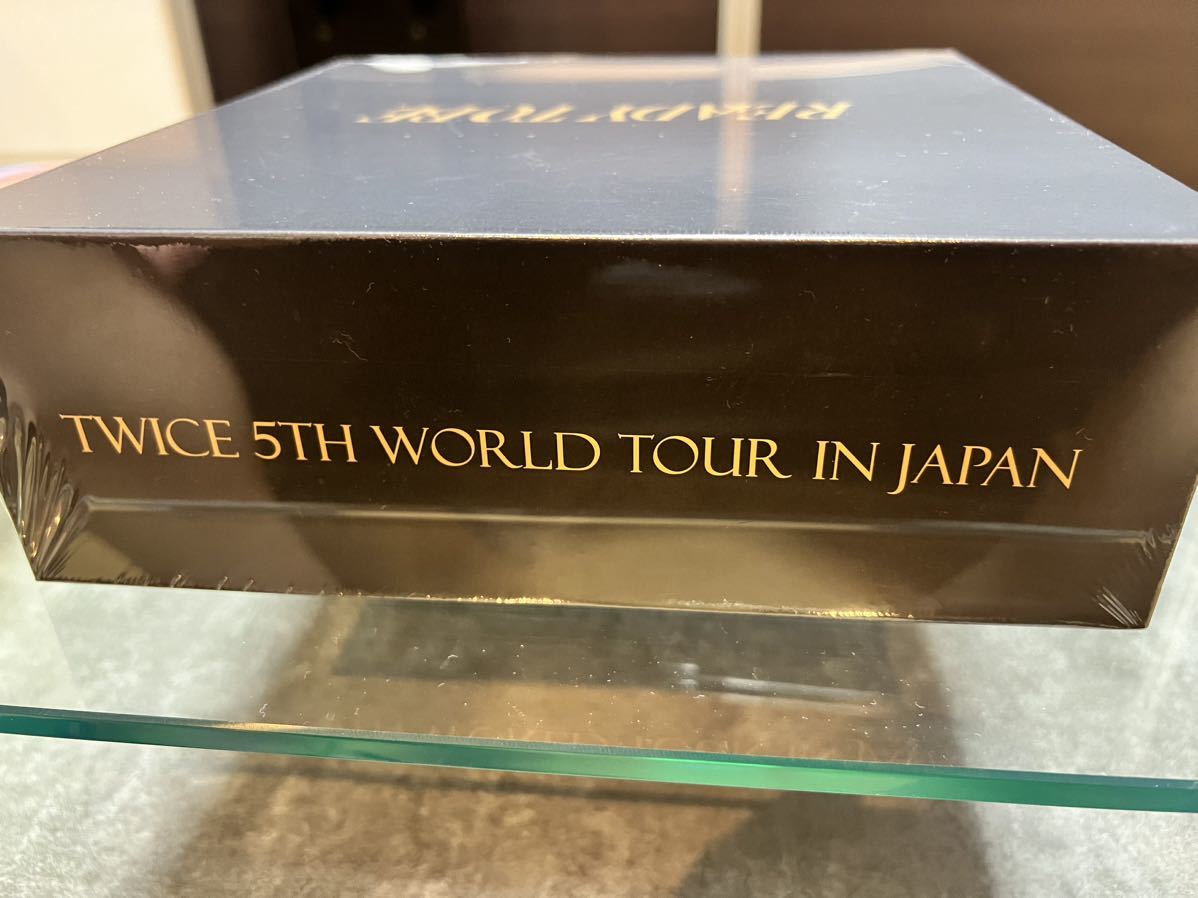 READY TO BE
TWICE 5TH WORLD TOUR IN JAPAN